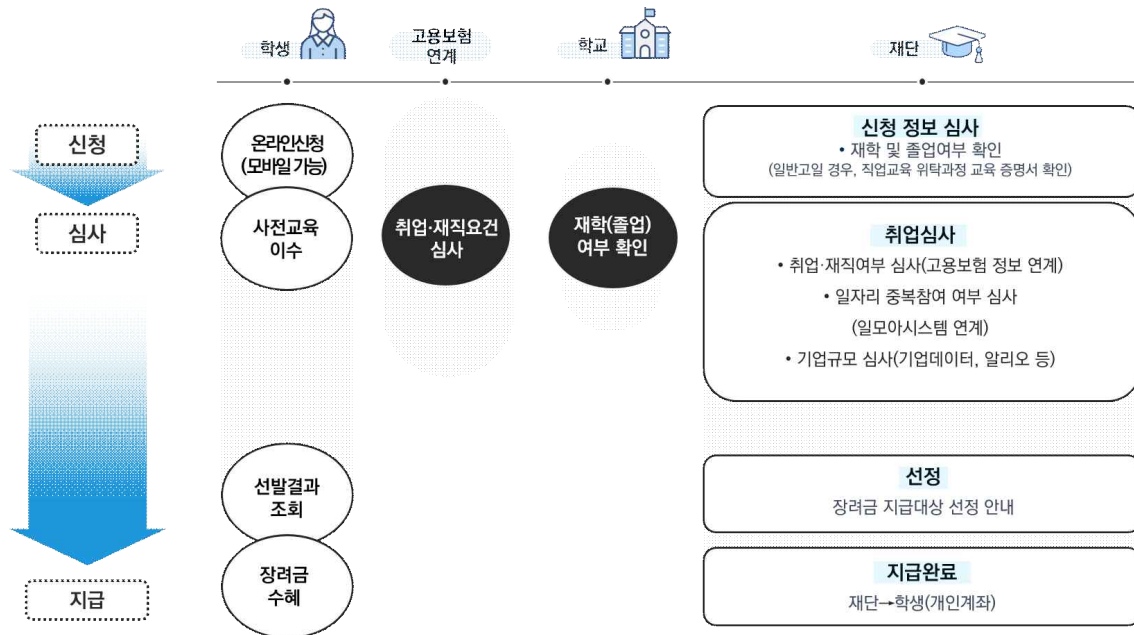 학생
고용보험
연계
학교
재단
신청
온라인신청
(모바일 가능)
신청 정보 심사
• 재학 및 졸업여부 확인
(일반고일 경우, 직업교육 위탁과정 교육 증명서 확인)
심사
사전교육
이수
취업·재직요건
심사
재학(졸업)
여부 확인
취업심사
• 취업·재직여부 심사(고용보험 정보 연계)
• 일자리 중복참여 여부 심사
(일모아시스템 연계)
• 기업규모 심사(기업데이터, 알리오 등)
선발결과
조회
선정
장려금 지급대상 선정 안내
지급
장려금
수혜
지급완료
재단→학생(개인계좌)